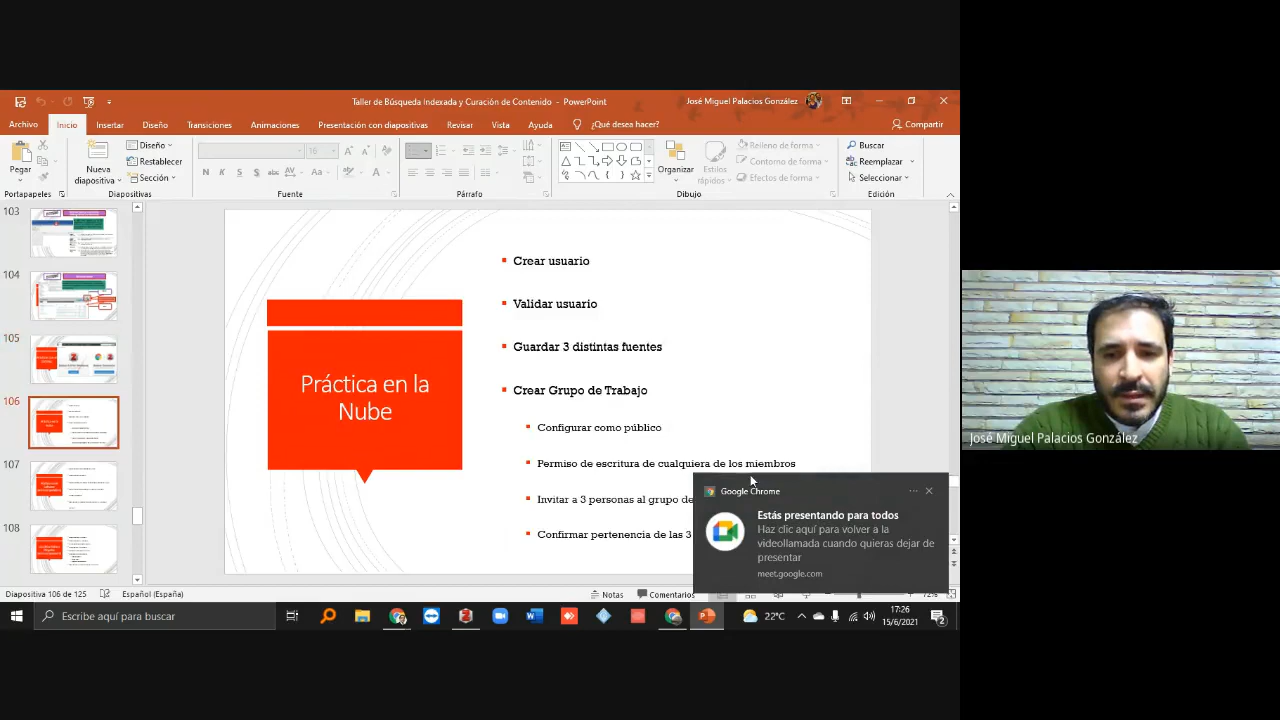 Taller de Búsqueda Indexada y Curación de Contenido - PowerPoint
José Miguel Palacios González
Archivo Inicio Insertar Diseño Transiciones Animaciones Presentación con diapositivas Revisar Vista Ayuda ¿Qué desea hacer? Compartir
Pegar
Portapapeles
Nueva diapositiva
Diseño
Restablecer
Sección
Diapositivas
16
N K S S abc AV Aa A
Fuente
Párrafo
Organizar
Estilos rápidos
Relleno de forma
Contorno de forma
Efectos de forma
Dibujo
Buscar
Reemplazar
Seleccionar
Edición
103
104
105
106
107
108
Práctica en la
Nube
Crear usuario
Validar usuario
Guardar 3 distintas fuentes
Crear Grupo de Trabajo
Configurar como público
Permiso de escritura de cualquiera de los miembros
Invitar a 3 personas al grupo de
Confirmar pertenencia de las 3
Google Chrome
Estás presentando para todos
Haz clic aquí para volver a la
videollamada cuando quieras dejar de
presentar
meet.google.com
José Miguel Palacios González
Diapositiva 106 de 125 Español (España) Notas Comentarios 72%
Escribe aquí para buscar
22°C
17:26
15/6/2021
2